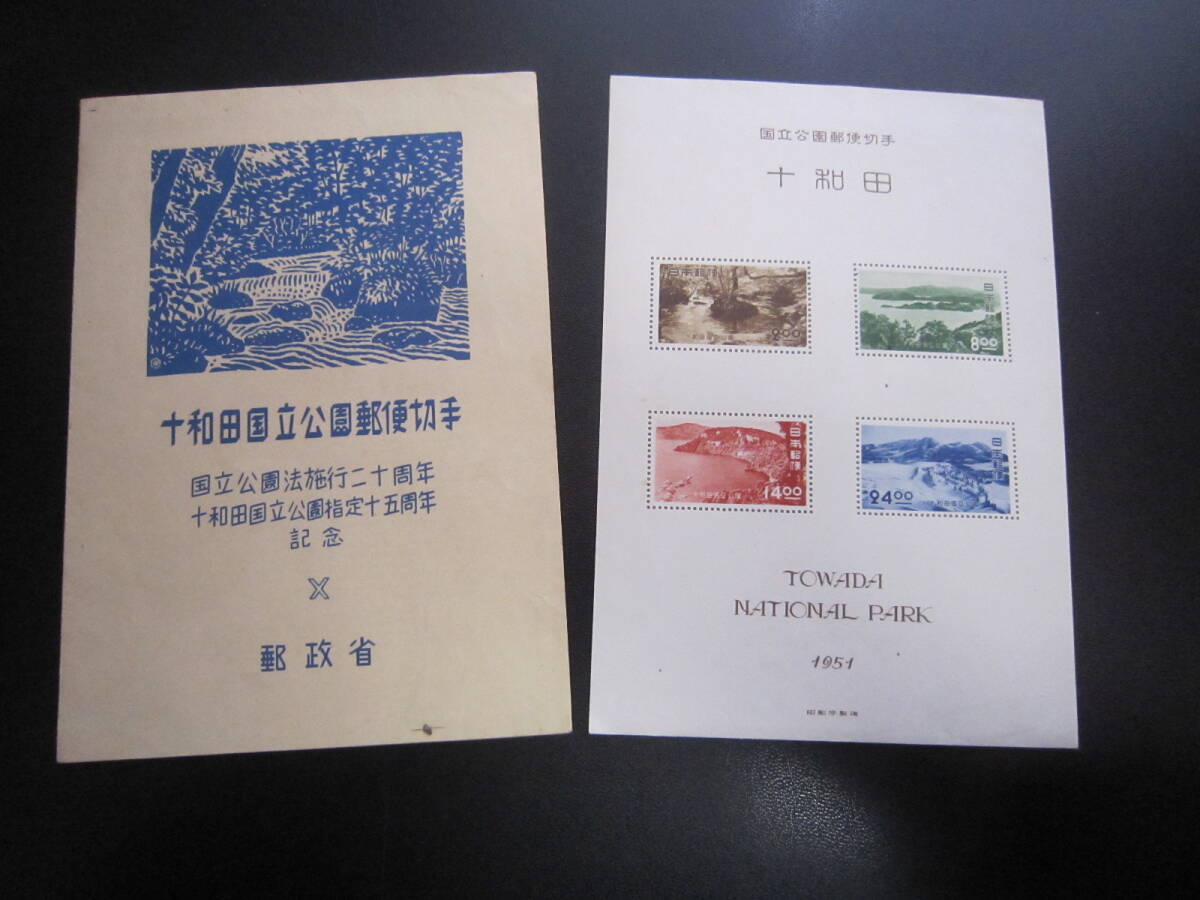 十和田国立公園郵便切手
国立公園法施行二十周年
十和田国立公園指定十五周年
記念
郵政省
国立公園郵便切手
十和田
日本郵便
2.00
日本郵便
8.00
日本郵便
14.00
日本郵便
24.00
TOWADA
NATIONAL PARK
1951